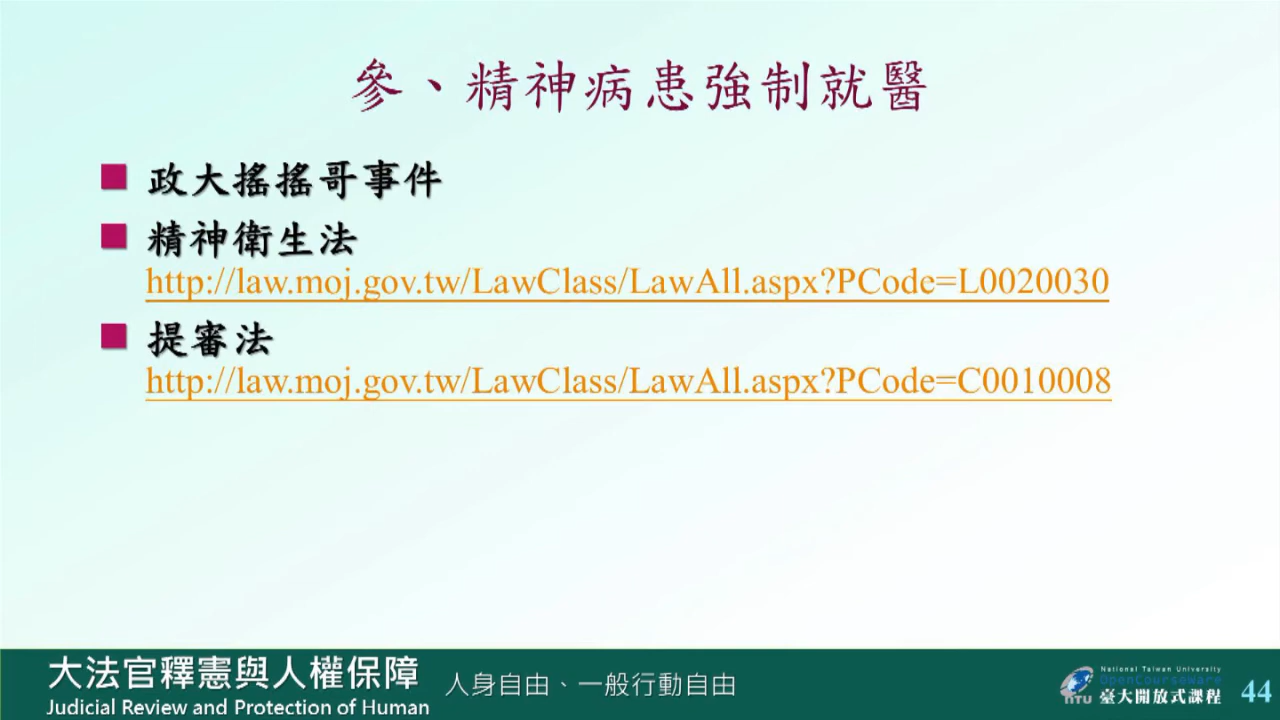 參、精神病患強制就醫
政大搖搖哥事件
精神衛生法
http://law.moj.gov.tw/LawClass/LawAll.aspx?PCode=L0020030
提審法
http://law.moj.gov.tw/LawClass/LawAll.aspx?PCode=C0010008
大法官釋憲與人權保障
Judicial Review and Protection of Human
人身自由、一般行動自由
National Taiwan University
OpenCourseWare
NTU 臺大開放式課程
44